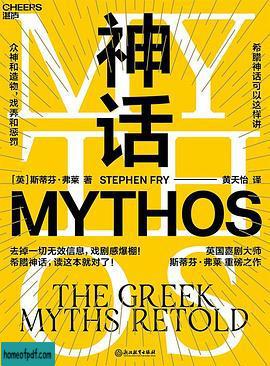 CHEERS
湛庐
MYTHOS
神话
众神和造物，戏弄和惩罚
希腊神话可以这样讲
[英]斯蒂芬·弗莱 著
STEPHEN FRY
黄天怡 译
MYTHOS
去掉一切无效信息，戏剧感爆棚！
希腊神话，读这本就对了！
英国喜剧大师
斯蒂芬·弗莱 重磅之作
THE GREEK
MYTHS RETOLD
浙江教育出版社
homeofpdf.com